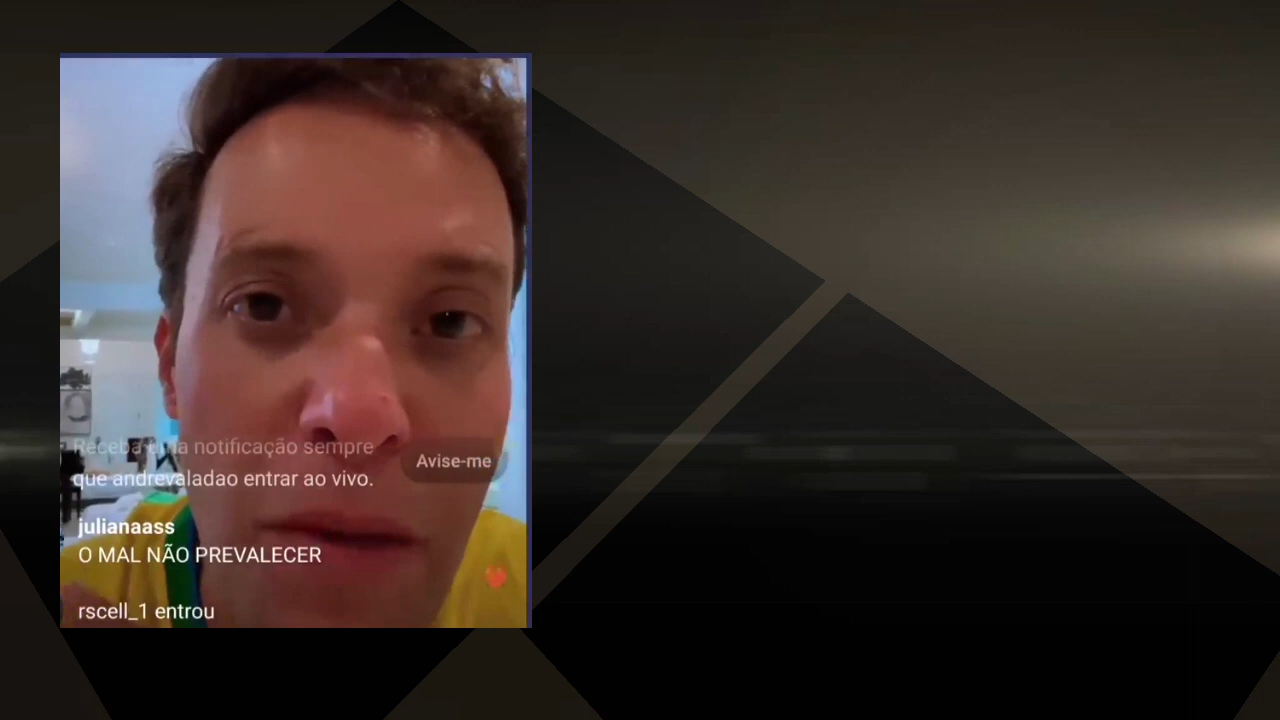 Receba uma notificação sempre
que andrevaladao entrar ao vivo.
Avise-me
julianaass
O MAL NÃO PREVALECER
rscell_1 entrou